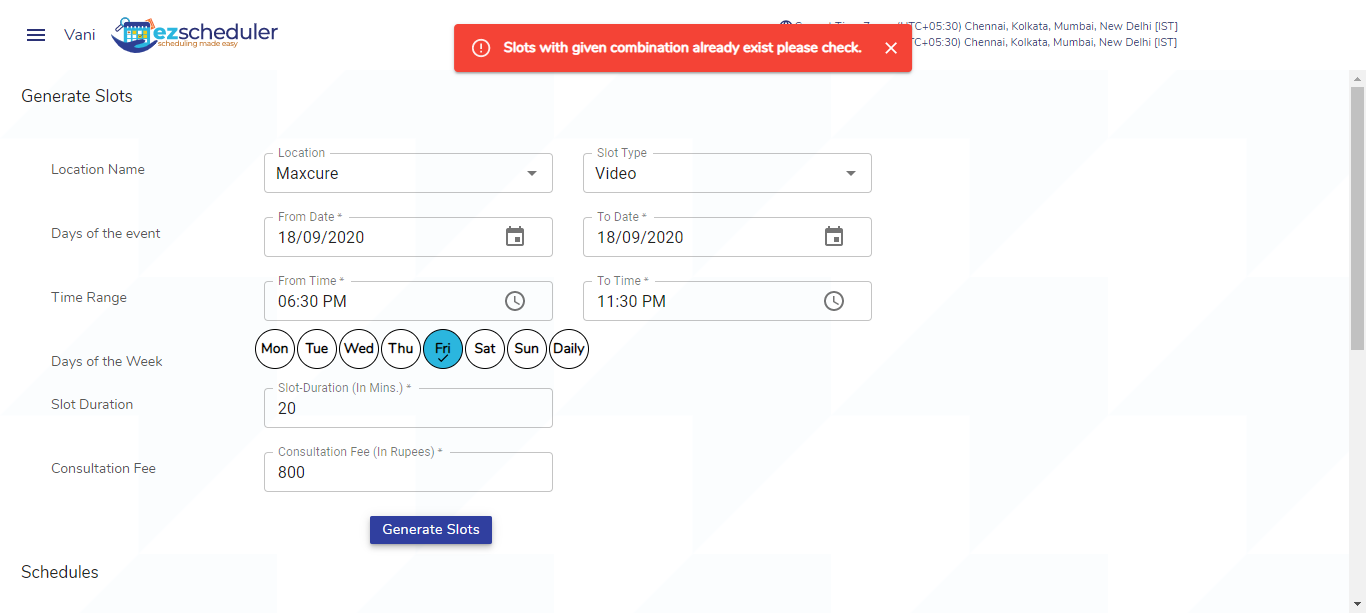 Vani
ezscheduler
scheduling made easy
Slots with given combination already exist please check.
TC+05:30) Chennai, Kolkata, Mumbai, New Delhi [IST]
TC+05:30) Chennai, Kolkata, Mumbai, New Delhi [IST]
Generate Slots
Location Name
Location
Maxcure
Slot Type
Video
Days of the event
From Date *
18/09/2020
To Date *
18/09/2020
Time Range
From Time *
06:30 PM
To Time *
11:30 PM
Days of the Week
Mon Tue Wed Thu Fri Sat Sun Daily
Slot Duration
Slot-Duration (In Mins.) *
20
Consultation Fee
Consultation Fee (In Rupees) *
800
Generate Slots
Schedules